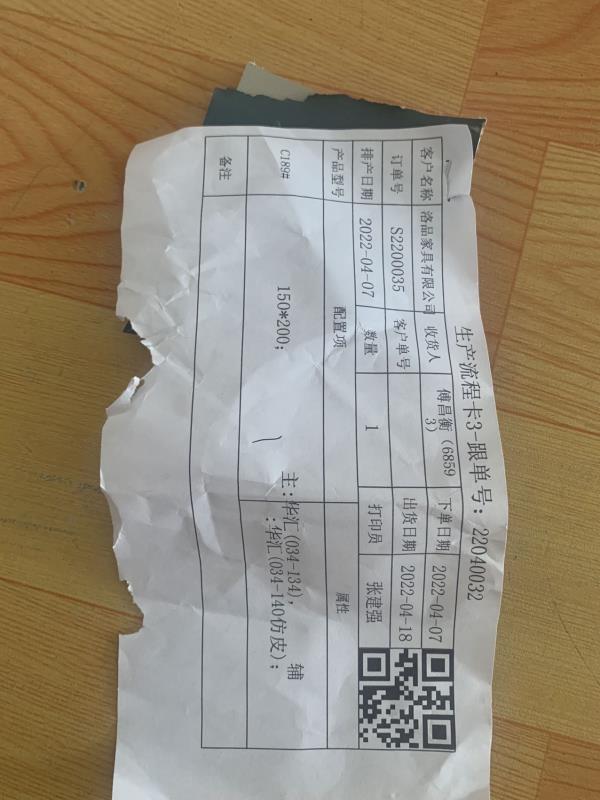 生产流程卡3-跟单号：22040032
客户名称 洛品家具有限公司 收货人 傅昌衡（68593） 下单日期 2022-04-07
订单号 S2200035 客户单号 出货日期 2022-04-18
排产日期 2022-04-07 数量 1 打印员 张建强
产品型号 配置项 属性
C189# 150*200； 主：华汇(034-134)，辅
：华汇(034-140仿皮)；
备注